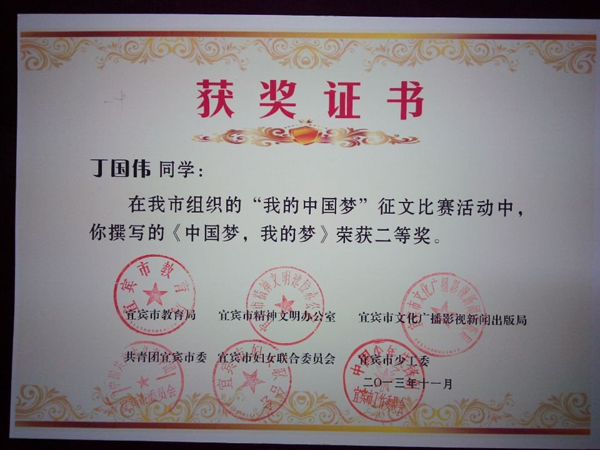 获奖证书
丁国伟 同学：
在我市组织的“我的中国梦”征文比赛活动中，
你撰写的《中国梦，我的梦》荣获二等奖。
宜宾市教育局 宜宾市精神文明办公室 宜宾市文化广播影视新闻出版局
共青团宜宾市委 宜宾市妇女联合委员会 宜宾市少工委
二〇一三年十一月